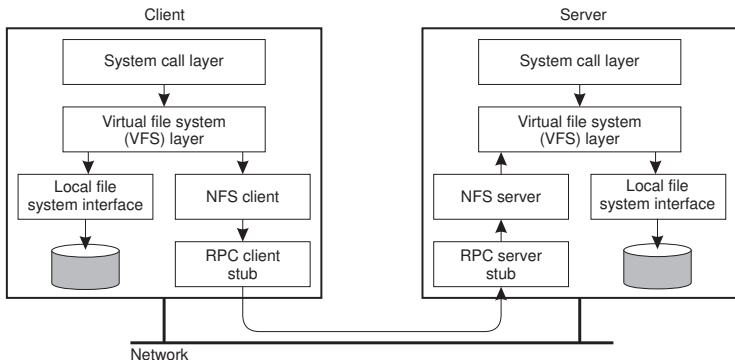 Client
Server
System call layer
System call layer
Virtual file system
(VFS) layer
Virtual file system
(VFS) layer
Local file
system interface
NFS client
NFS server
Local file
system interface
RPC client
stub
RPC server
stub
Network